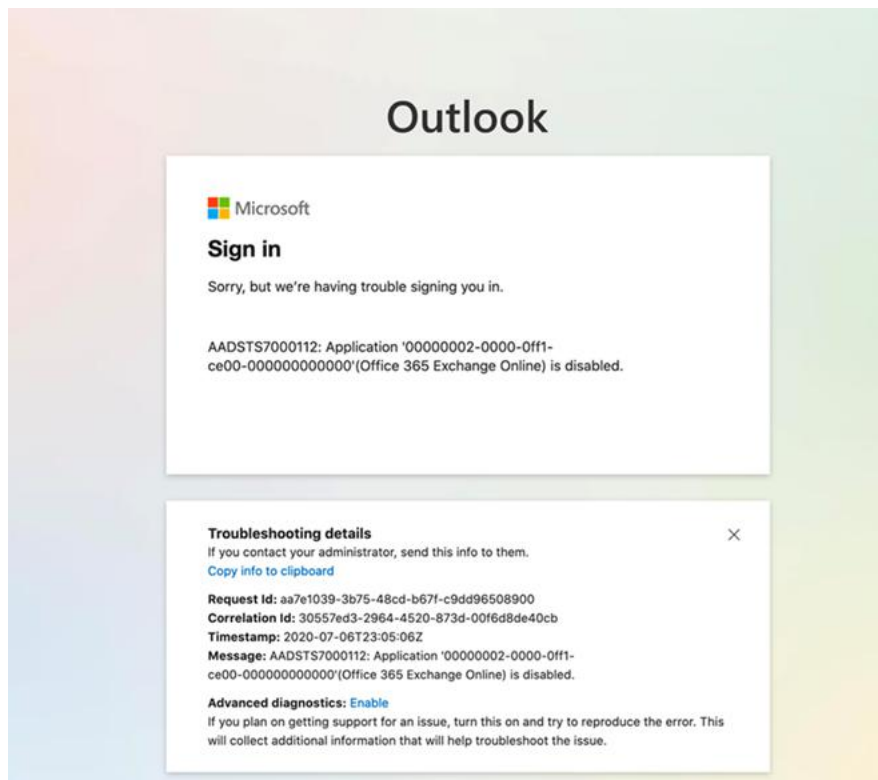 Outlook
Microsoft
Sign in
Sorry, but we're having trouble signing you in.
AADSTS7000112: Application '00000002-0000-0ff1-
ce00-000000000000'(Office 365 Exchange Online) is disabled.
Troubleshooting details
If you contact your administrator, send this info to them.
Copy info to clipboard
Request Id: aa7e1039-3b75-48cd-b67f-c9dd96508900
Correlation Id: 30557ed3-2964-4520-873d-00f6d8de40cb
Timestamp: 2020-07-06T23:05:06Z
Message: AADSTS7000112: Application '00000002-0000-0ff1-
ce00-000000000000'(Office 365 Exchange Online) is disabled.
Advanced diagnostics: Enable
If you plan on getting support for an issue, turn this on and try to reproduce the error. This
will collect additional information that will help troubleshoot the issue.